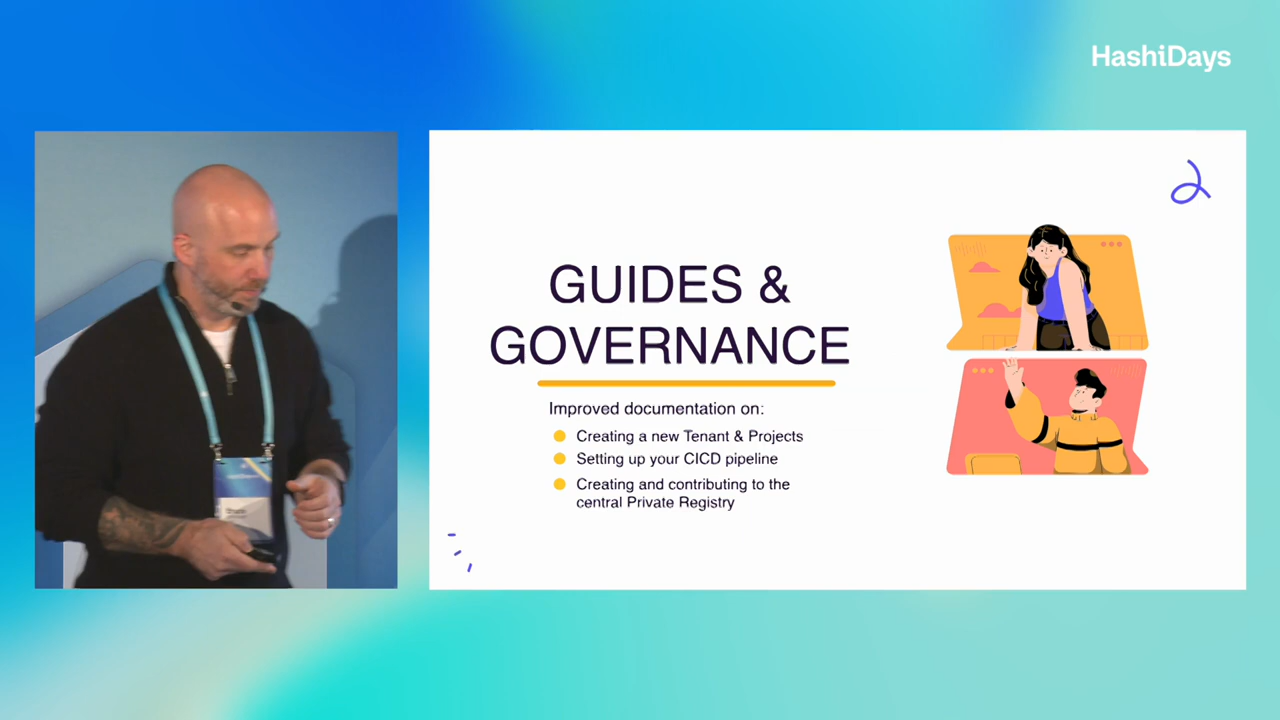 HashiDays
GUIDES &
GOVERNANCE
Improved documentation on:
Creating a new Tenant & Projects
Setting up your CICD pipeline
Creating and contributing to the
central Private Registry